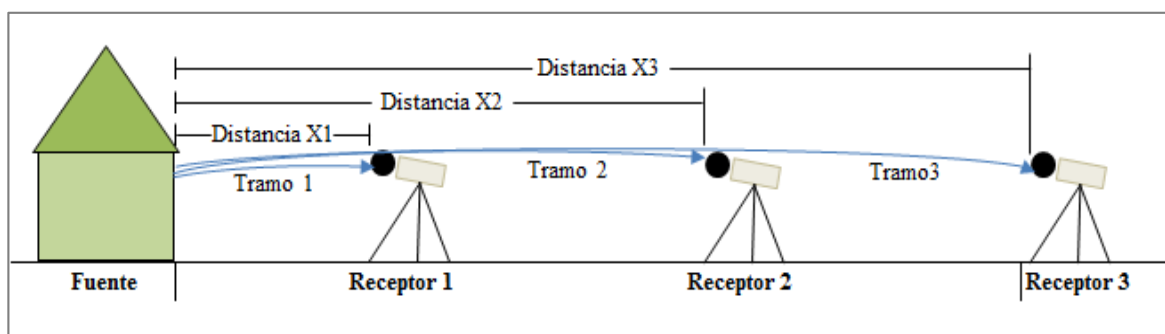 Distancia X3
Distancia X2
Distancia X1
Tramo 1
Tramo 2
Tramo3
Fuente
Receptor 1
Receptor 2
Receptor 3